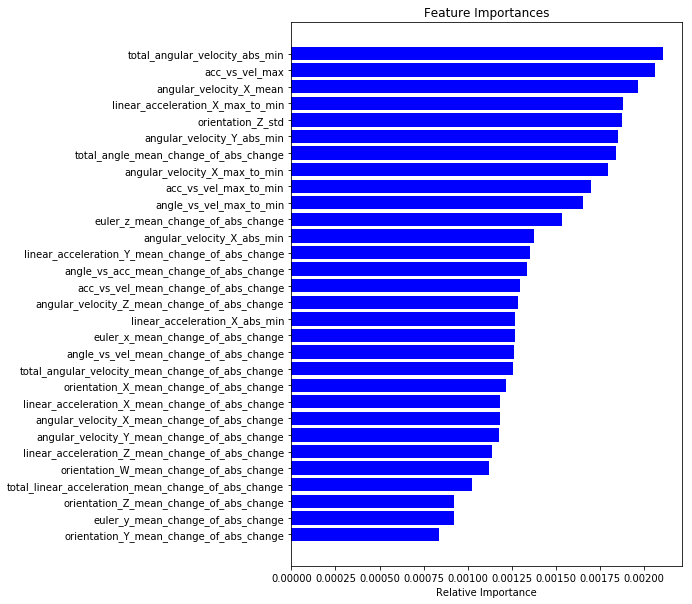 Feature Importances
total_angular_velocity_abs_min
acc_vs_vel_max
angular_velocity_X_mean
linear_acceleration_X_max_to_min
orientation_Z_std
angular_velocity_Y_abs_min
total_angle_mean_change_of_abs_change
angular_velocity_X_max_to_min
acc_vs_vel_max_to_min
angle_vs_vel_max_to_min
euler_z_mean_change_of_abs_change
angular_velocity_X_abs_min
linear_acceleration_Y_mean_change_of_abs_change
angle_vs_acc_mean_change_of_abs_change
acc_vs_vel_mean_change_of_abs_change
angular_velocity_Z_mean_change_of_abs_change
linear_acceleration_X_abs_min
euler_x_mean_change_of_abs_change
angle_vs_vel_mean_change_of_abs_change
total_angular_velocity_mean_change_of_abs_change
orientation_X_mean_change_of_abs_change
linear_acceleration_X_mean_change_of_abs_change
angular_velocity_X_mean_change_of_abs_change
angular_velocity_Y_mean_change_of_abs_change
linear_acceleration_Z_mean_change_of_abs_change
orientation_W_mean_change_of_abs_change
total_linear_acceleration_mean_change_of_abs_change
orientation_Z_mean_change_of_abs_change
euler_y_mean_change_of_abs_change
orientation_Y_mean_change_of_abs_change
0.00000 0.00025 0.00050 0.00075 0.00100 0.00125 0.00150 0.00175 0.00200
Relative Importance